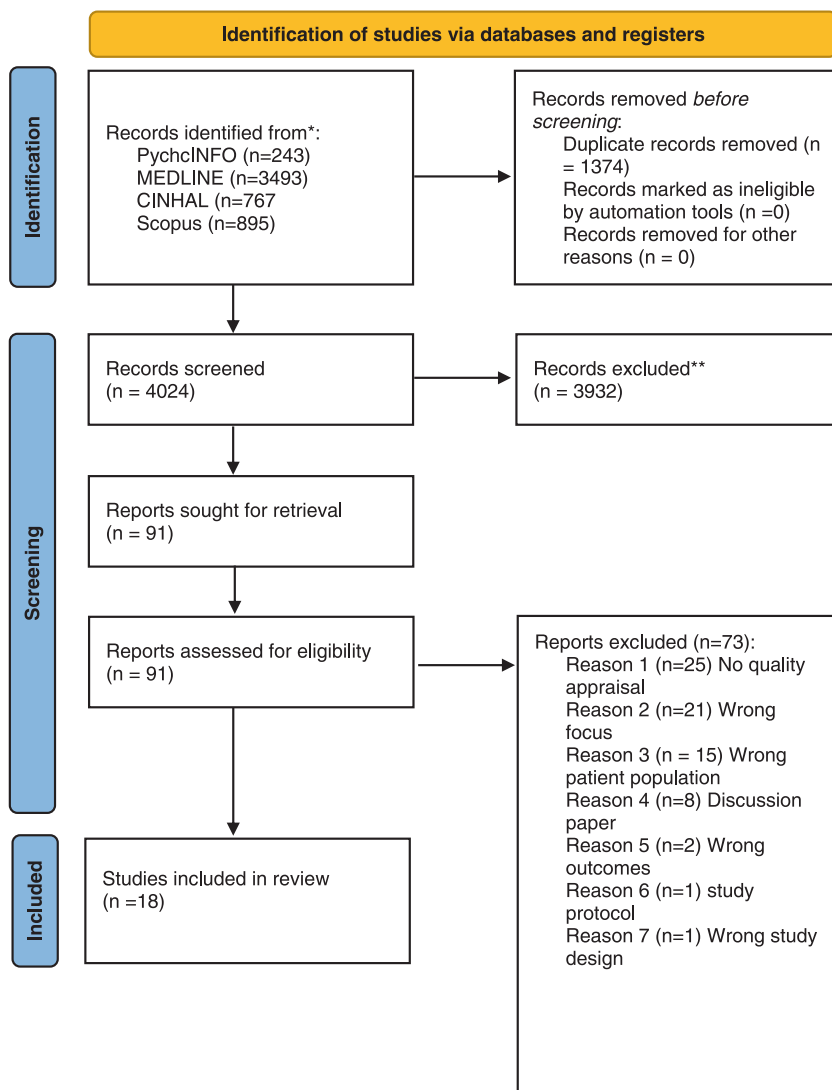 Identification of studies via databases and registers
Identification
Records identified from*:
PychcINFO (n=243)
MEDLINE (n=3493)
CINHAL (n=767
Scopus (n=895)
Records removed before
screening:
Duplicate records removed (n
= 1374)
Records marked as ineligible
by automation tools (n =0)
Records removed for other
reasons (n = 0)
Screening
Records screened
(n = 4024)
Records excluded**
(n = 3932)
Reports sought for retrieval
(n = 91)
Reports assessed for eligibility
(n = 91)
Reports excluded (n=73):
Reason 1 (n=25) No quality
appraisal
Reason 2 (n=21) Wrong
focus
Reason 3 (n = 15) Wrong
patient population
Reason 4 (n=8) Discussion
paper
Reason 5 (n=2) Wrong
outcomes
Reason 6 (n=1) study
protocol
Reason 7 (n=1) Wrong study
design
Included
Studies included in review
(n =18)